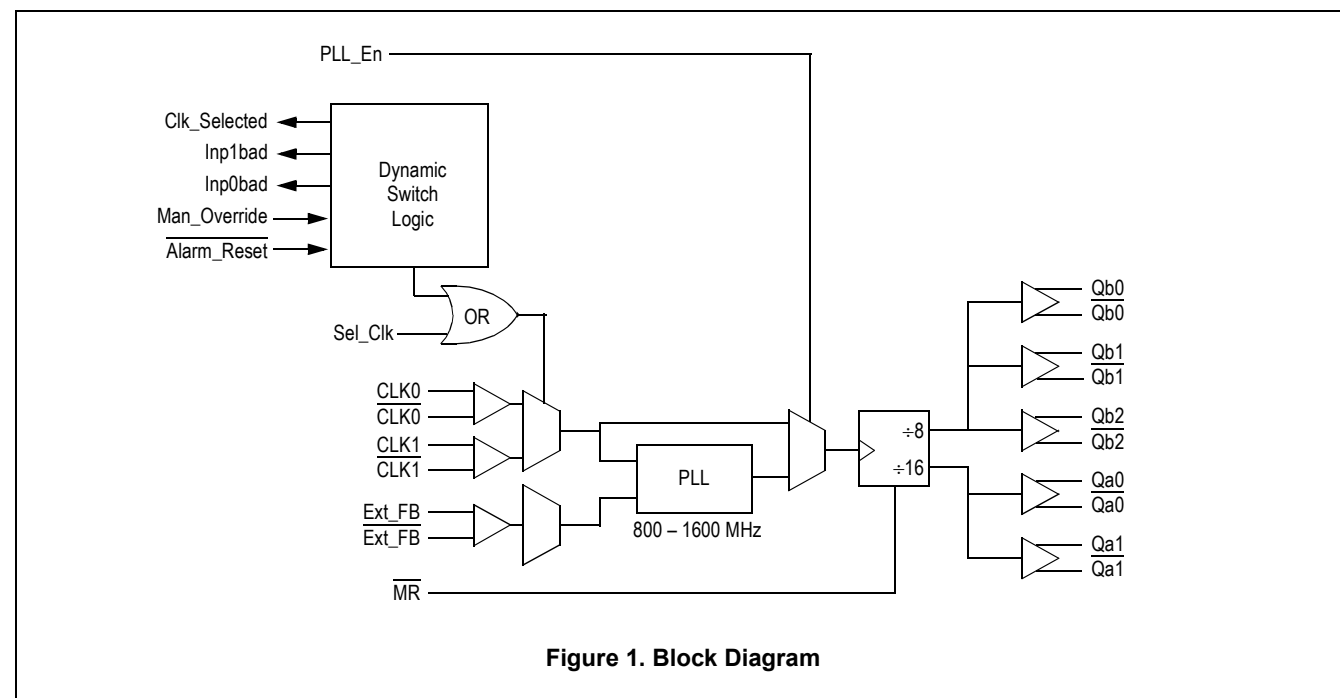 PLL_En
Clk_Selected
Inp1bad
Inp0bad
Man_Override
Alarm_Reset
Dynamic
Switch
Logic
OR
Sel_Clk
CLK0
CLK0
CLK1
CLK1
Ext_FB
Ext_FB
MR
PLL
800 – 1600 MHz
÷8
÷16
Qb0
Qb0
Qb1
Qb1
Qb2
Qb2
Qa0
Qa0
Qa1
Qa1
Figure 1. Block Diagram